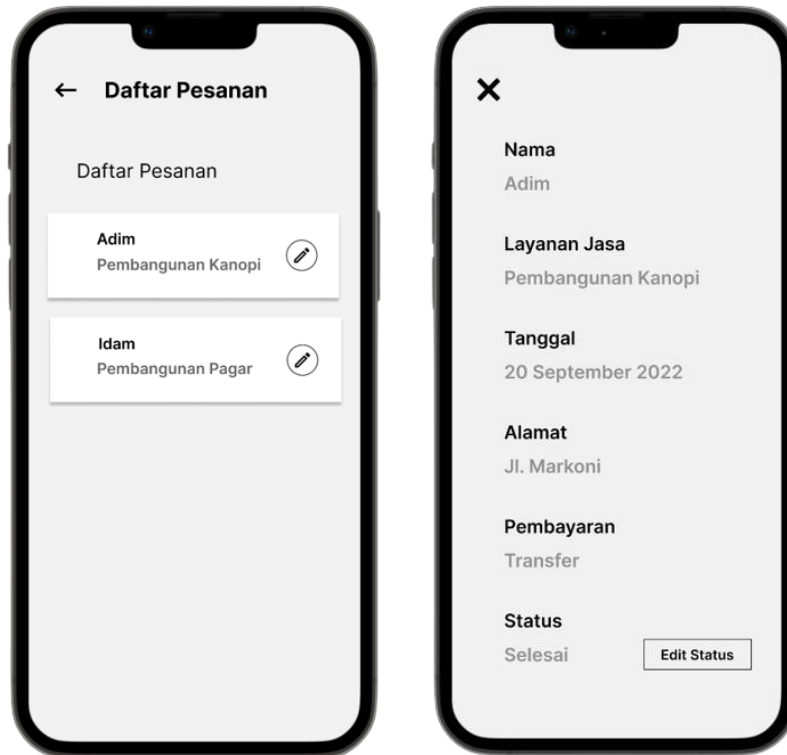 Daftar Pesanan
Daftar Pesanan
Adim
Pembangunan Kanopi
Idam
Pembangunan Pagar
Nama
Adim
Layanan Jasa
Pembangunan Kanopi
Tanggal
20 September 2022
Alamat
Jl. Markoni
Pembayaran
Transfer
Status
Selesai
Edit Status